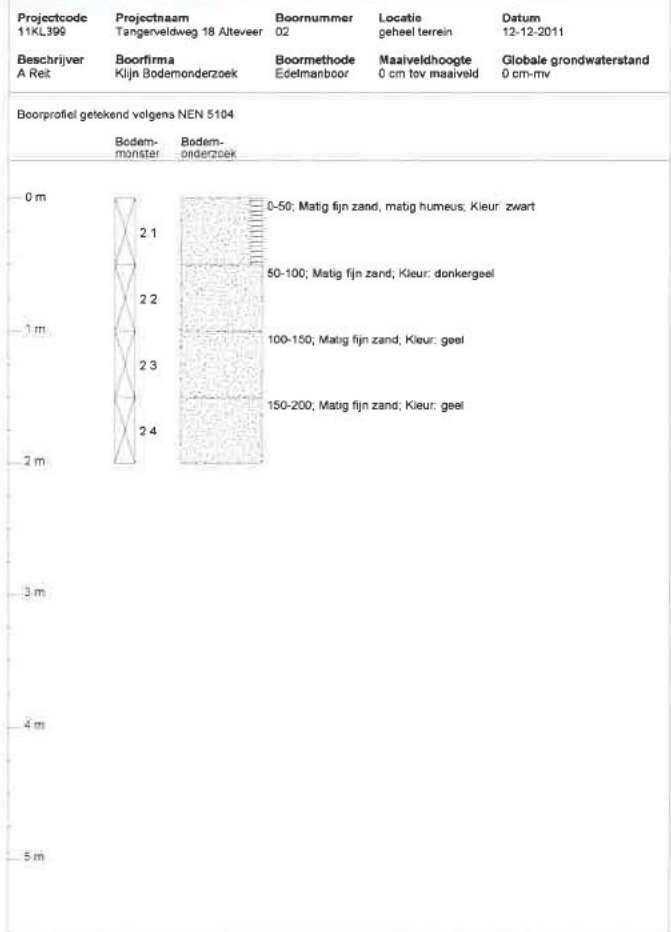 Projectcode Projectnaam Boornummer Locatie Datum
11KL399 Tangerveldweg 18 Alteveer 02 geheel terrein 12-12-2011
Beschrijver Boorfirma Boormethode Maaiveldhoogte Globale grondwaterstand
A Reit Klijn Bodemonderzoek Edelmanboor 0 cm tov maaiveld 0 cm-mv
Boorprofiel getekend volgens NEN 5104
Bodem- Bodem-
monster onderzoek
0 m
0-50; Matig fijn zand, matig humeus; Kleur zwart
2 1
50-100; Matig fijn zand; Kleur: donkergeel
2 2
1 m
100-150; Matig fijn zand; Kleur: geel
2 3
150-200; Matig fijn zand; Kleur: geel
2 4
2 m
3 m
4 m
5 m